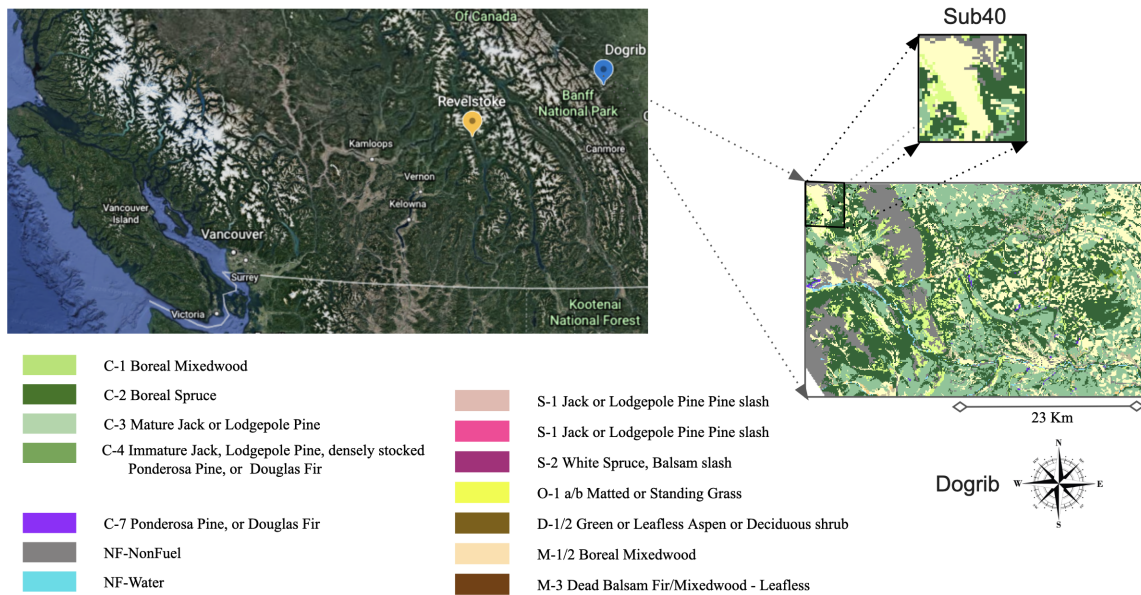 Sub40
Of Canada
Dogrib
Banff
National Park
Revelstoke
Canmore
Kamloops
Vernon
Kelowna
Vancouver
Island
Vancouver
Surrey
Victoria
Kootenai
National Forest
23 Km
Dogrib
N
W
E
S
C-1 Boreal Mixedwood
C-2 Boreal Spruce
C-3 Mature Jack or Lodgepole Pine
C-4 Immature Jack, Lodgepole Pine, densely stocked
Ponderosa Pine, or Douglas Fir
C-7 Ponderosa Pine, or Douglas Fir
NF-NonFuel
NF-Water
S-1 Jack or Lodgepole Pine Pine slash
S-1 Jack or Lodgepole Pine Pine slash
S-2 White Spruce, Balsam slash
O-1 a/b Matted or Standing Grass
D-1/2 Green or Leafless Aspen or Deciduous shrub
M-1/2 Boreal Mixedwood
M-3 Dead Balsam Fir/Mixedwood - Leafless